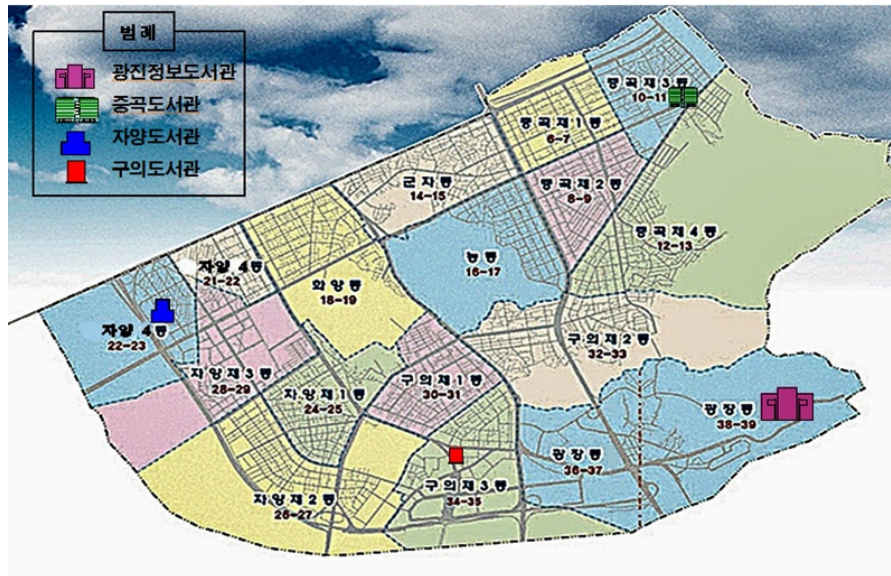 범 례
광진정보도서관
중곡도서관
자양도서관
구의도서관
중곡제3동
10-11
중곡제1동
6-7
군자동
14-15
중곡제2동
8-9
중곡제4동
12-13
자양 4동
21-22
능동
16-17
화양동
18-19
자양 4동
22-23
구의제2동
32-33
자양제3동
28-29
구의제1동
30-31
자양제1동
24-25
광장동
38-39
광장동
36-37
구의제3동
34-35
자양제2동
26-27